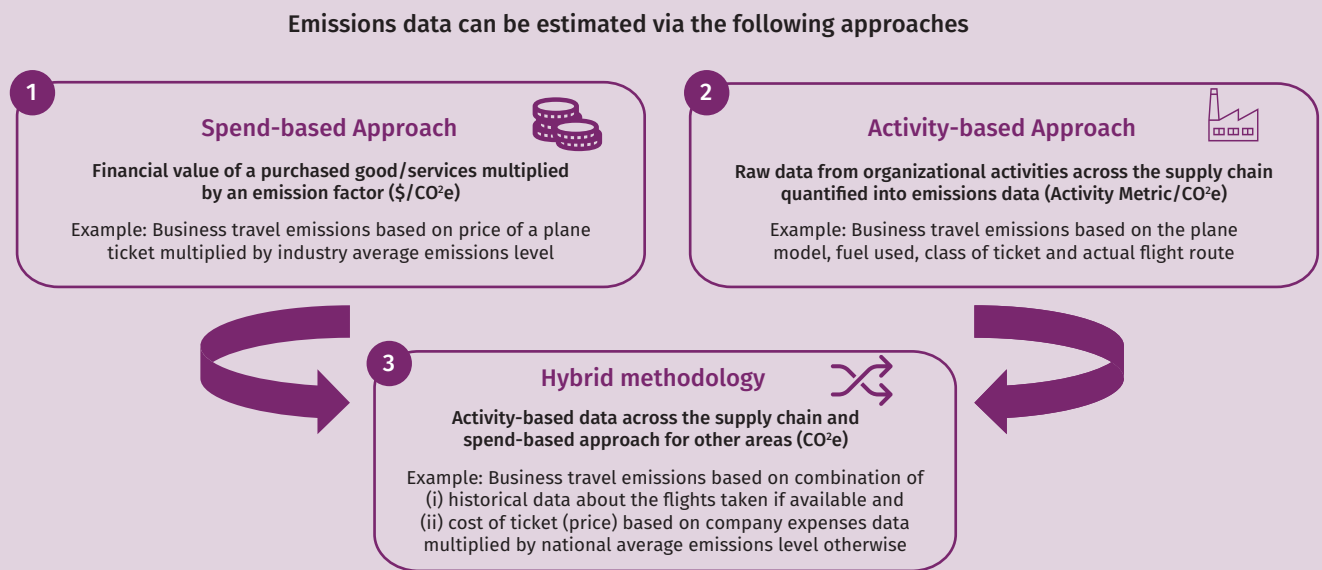 Emissions data can be estimated via the following approaches
1
Spend-based Approach
Financial value of a purchased good/services multiplied
by an emission factor ($/CO²e)
Example: Business travel emissions based on price of a plane
ticket multiplied by industry average emissions level
2
Activity-based Approach
Raw data from organizational activities across the supply chain
quantified into emissions data (Activity Metric/CO²e)
Example: Business travel emissions based on the plane
model, fuel used, class of ticket and actual flight route
3
Hybrid methodology
Activity-based data across the supply chain and
spend-based approach for other areas (CO²e)
Example: Business travel emissions based on combination of
(i) historical data about the flights taken if available and
(ii) cost of ticket (price) based on company expenses data
multiplied by national average emissions level otherwise